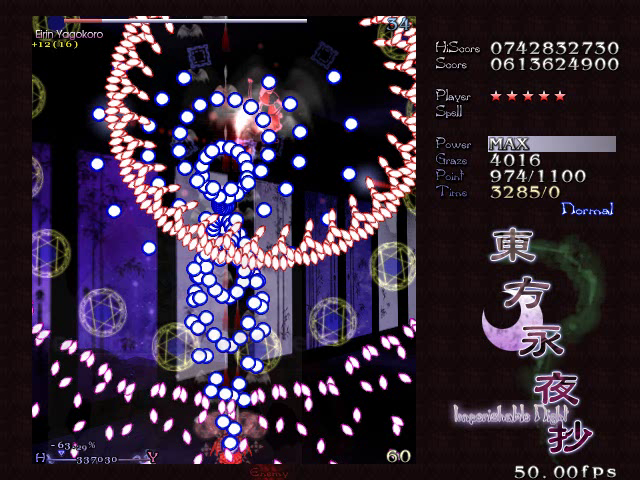 Eirin Yagokoro
34
+12(16)
HiScore 0742832730
Score 0613624900
Player ★★★★★
Spell
Power MAX
Graze 4016
Point 974/1100
Time 3285/0
Normal
東方永夜抄
Imperishable Night
H 337030 Y
60
50.00fps